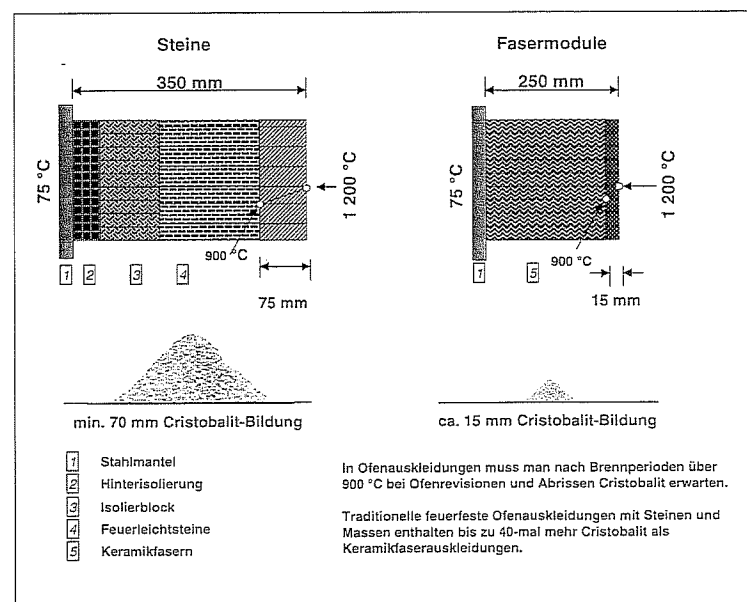 Steine
Fasermodule
350 mm
250 mm
75 °C
1 200 °C
75 °C
1 200 °C
900 °C
900 °C
1
2
3
4
1
5
75 mm
15 mm
min. 70 mm Cristobalit-Bildung
ca. 15 mm Cristobalit-Bildung
1 Stahlmantel
2 Hinterisolierung
3 Isolierblock
4 Feuerleichtsteine
5 Keramikfasern
In Ofenauskleidungen muss man nach Brennperioden über
900 °C bei Ofenrevisionen und Abrissen Cristobalit erwarten.
Traditionelle feuerfeste Ofenauskleidungen mit Steinen und
Massen enthalten bis zu 40-mal mehr Cristobalit als
Keramikfaserauskleidungen.